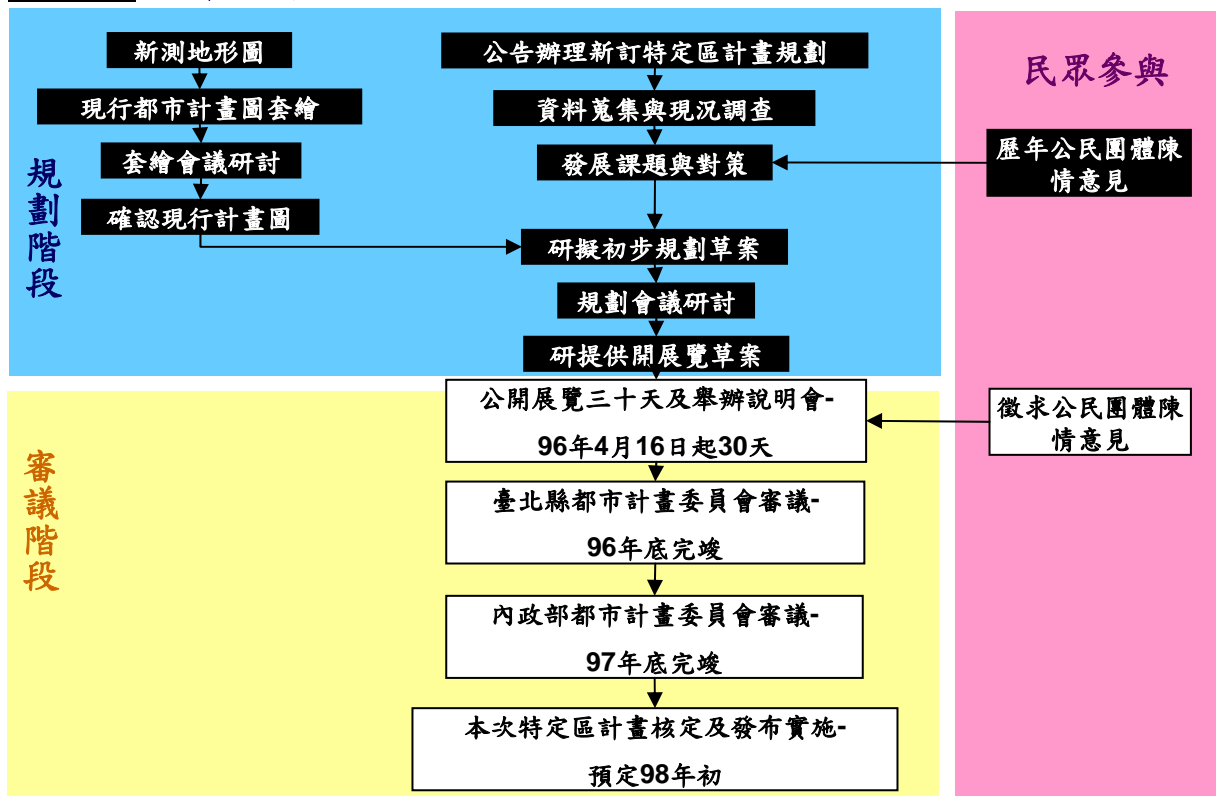 新測地形圖
現行都市計畫圖套繪
套繪會議研討
確認現行計畫圖
公告辦理新訂特定區計畫規劃
資料蒐集與現況調查
發展課題與對策
研擬初步規劃草案
規劃會議研討
研提供開展覽草案
規劃階段
民眾參與
歷年公民團體陳
情意見
公開展覽三十天及舉辦說明會-
96年4月16日起30天
徵求公民團體陳
情意見
審議階段
臺北縣都市計畫委員會審議-
96年底完竣
內政部都市計畫委員會審議-
97年底完竣
本次特定區計畫核定及發布實施-
預定98年初